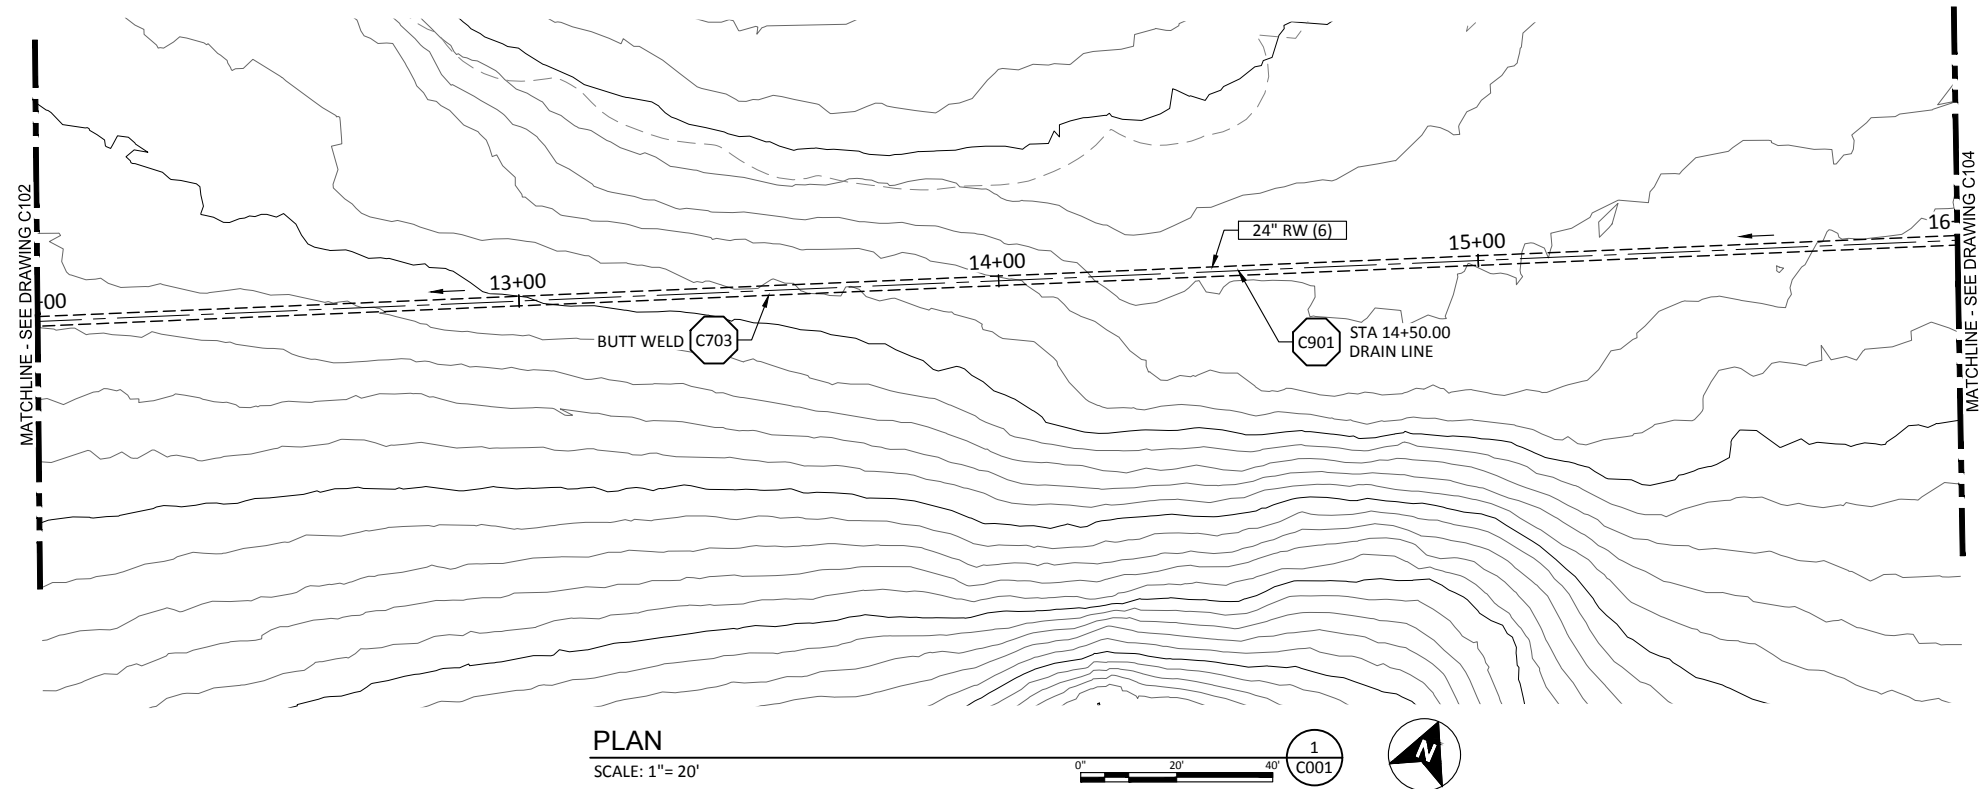 MATCHLINE - SEE DRAWING C102
MATCHLINE - SEE DRAWING C104
00
13+00
14+00
15+00
16
24" RW (6)
BUTT WELD
C703
C901
STA 14+50.00
DRAIN LINE
PLAN
SCALE: 1"= 20'
0"
20'
40'
1
C001
N